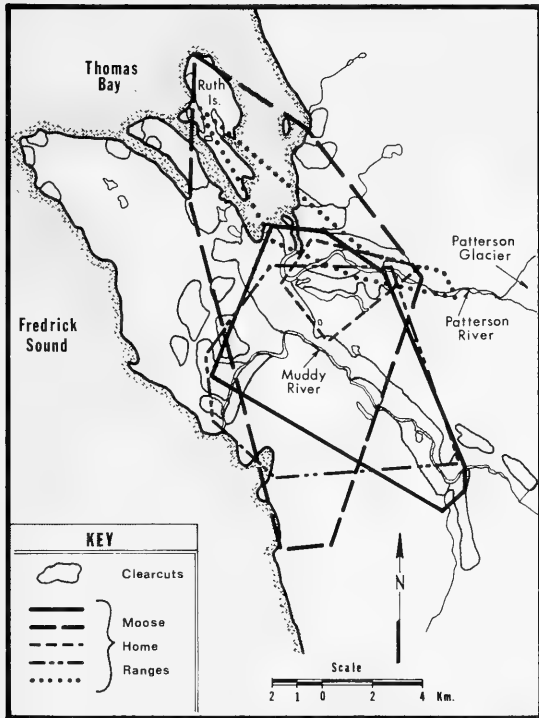 Thomas
Bay
Ruth
Is.
Patterson
Glacier
Fredrick
Sound
Patterson
River
Muddy
River
KEY
Clearcuts
Moose
Home
Ranges
N
Scale
2 1 0 2 4
Km.